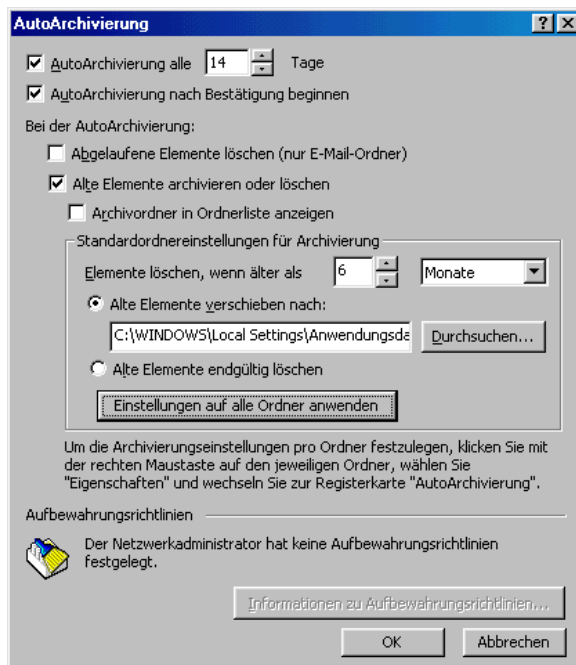 AutoArchivierung
AutoArchivierung alle 14 Tage
AutoArchivierung nach Bestätigung beginnen
Bei der AutoArchivierung:
Abgelaufene Elemente löschen (nur E-Mail-Ordner)
Alte Elemente archivieren oder löschen
Archivordner in Ordnerliste anzeigen
Standardordnereinstellungen für Archivierung
Elemente löschen, wenn älter als 6 Monate
Alte Elemente verschieben nach:
C:\WINDOWS\Local Settings\Anwendungsda Durchsuchen...
Alte Elemente endgültig löschen
Einstellungen auf alle Ordner anwenden
Um die Archivierungseinstellungen pro Ordner festzulegen, klicken Sie mit
der rechten Maustaste auf den jeweiligen Ordner, wählen Sie
"Eigenschaften" und wechseln Sie zur Registerkarte "AutoArchivierung".
Aufbewahrungsrichtlinien
Der Netzwerkadministrator hat keine Aufbewahrungsrichtlinien
festgelegt.
Informationen zu Aufbewahrungsrichtlinien...
OK Abbrechen